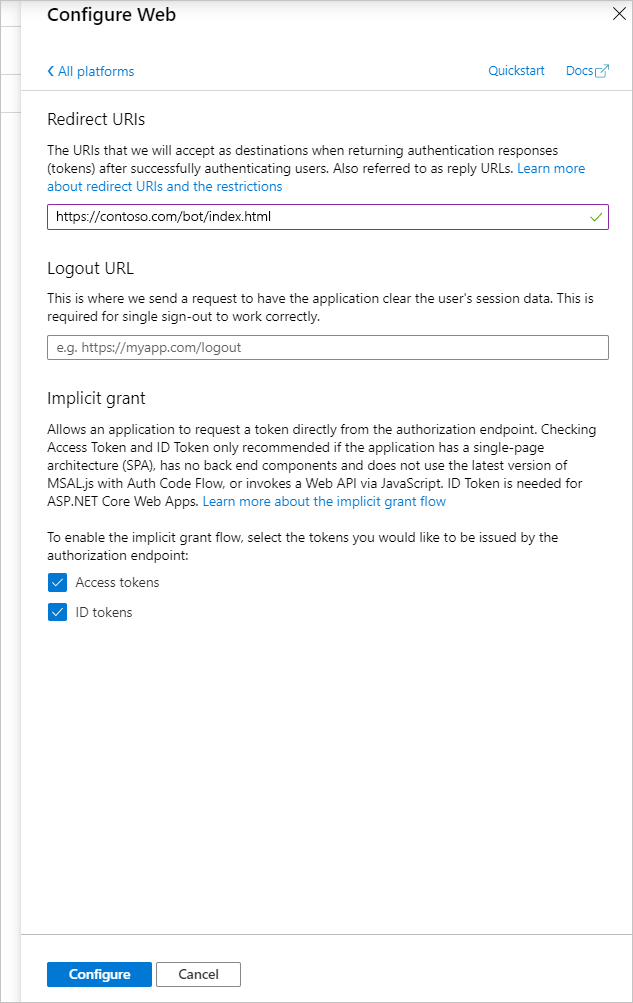 Configure Web
All platforms
Quickstart
Docs
Redirect URIs
The URIs that we will accept as destinations when returning authentication responses
(tokens) after successfully authenticating users. Also referred to as reply URLs. Learn more
about redirect URIs and the restrictions
https://contoso.com/bot/index.html
Logout URL
This is where we send a request to have the application clear the user's session data. This is
required for single sign-out to work correctly.
e.g. https://myapp.com/logout
Implicit grant
Allows an application to request a token directly from the authorization endpoint. Checking
Access Token and ID Token only recommended if the application has a single-page
architecture (SPA), has no back end components and does not use the latest version of
MSAL.js with Auth Code Flow, or invokes a Web API via JavaScript. ID Token is needed for
ASP.NET Core Web Apps. Learn more about the implicit grant flow
To enable the implicit grant flow, select the tokens you would like to be issued by the
authorization endpoint:
Access tokens
ID tokens
Configure
Cancel